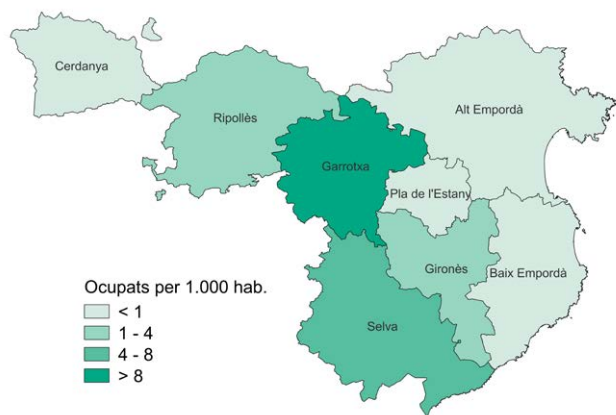 Cerdanya
Ripollès
Alt Empordà
Garrotxa
Pla de l'Estany
Gironès
Baix Empordà
Selva
Ocupats per 1.000 hab.
< 1
1 - 4
4 - 8
> 8